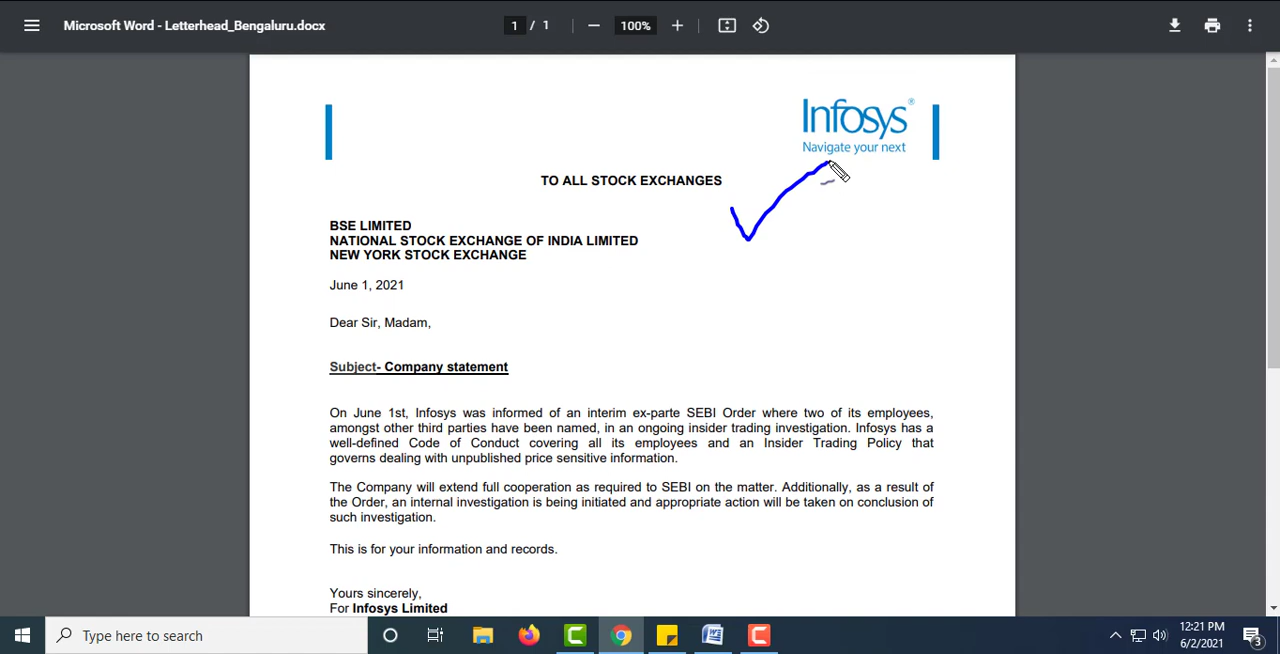 Microsoft Word - Letterhead_Bengaluru.docx
1 / 1
100%
Infosys®
Navigate your next
TO ALL STOCK EXCHANGES
BSE LIMITED
NATIONAL STOCK EXCHANGE OF INDIA LIMITED
NEW YORK STOCK EXCHANGE
June 1, 2021
Dear Sir, Madam,
Subject- Company statement
On June 1st, Infosys was informed of an interim ex-parte SEBI Order where two of its employees,
amongst other third parties have been named, in an ongoing insider trading investigation. Infosys has a
well-defined Code of Conduct covering all its employees and an Insider Trading Policy that
governs dealing with unpublished price sensitive information.
The Company will extend full cooperation as required to SEBI on the matter. Additionally, as a result of
the Order, an internal investigation is being initiated and appropriate action will be taken on conclusion of
such investigation.
This is for your information and records.
Yours sincerely,
For Infosys Limited
Type here to search
12:21 PM
6/2/2021
3